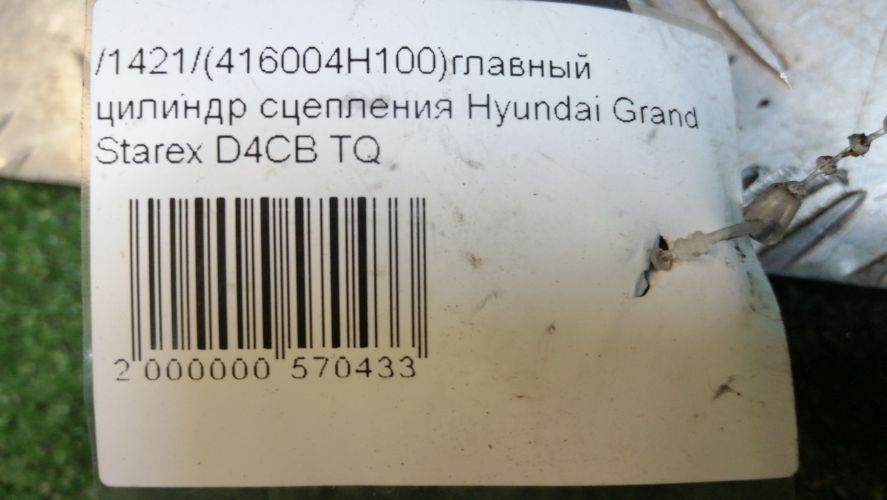 /1421/(416004H100)главный
цилиндр сцепления Hyundai Grand
Starex D4CB TQ
2 000000 570433